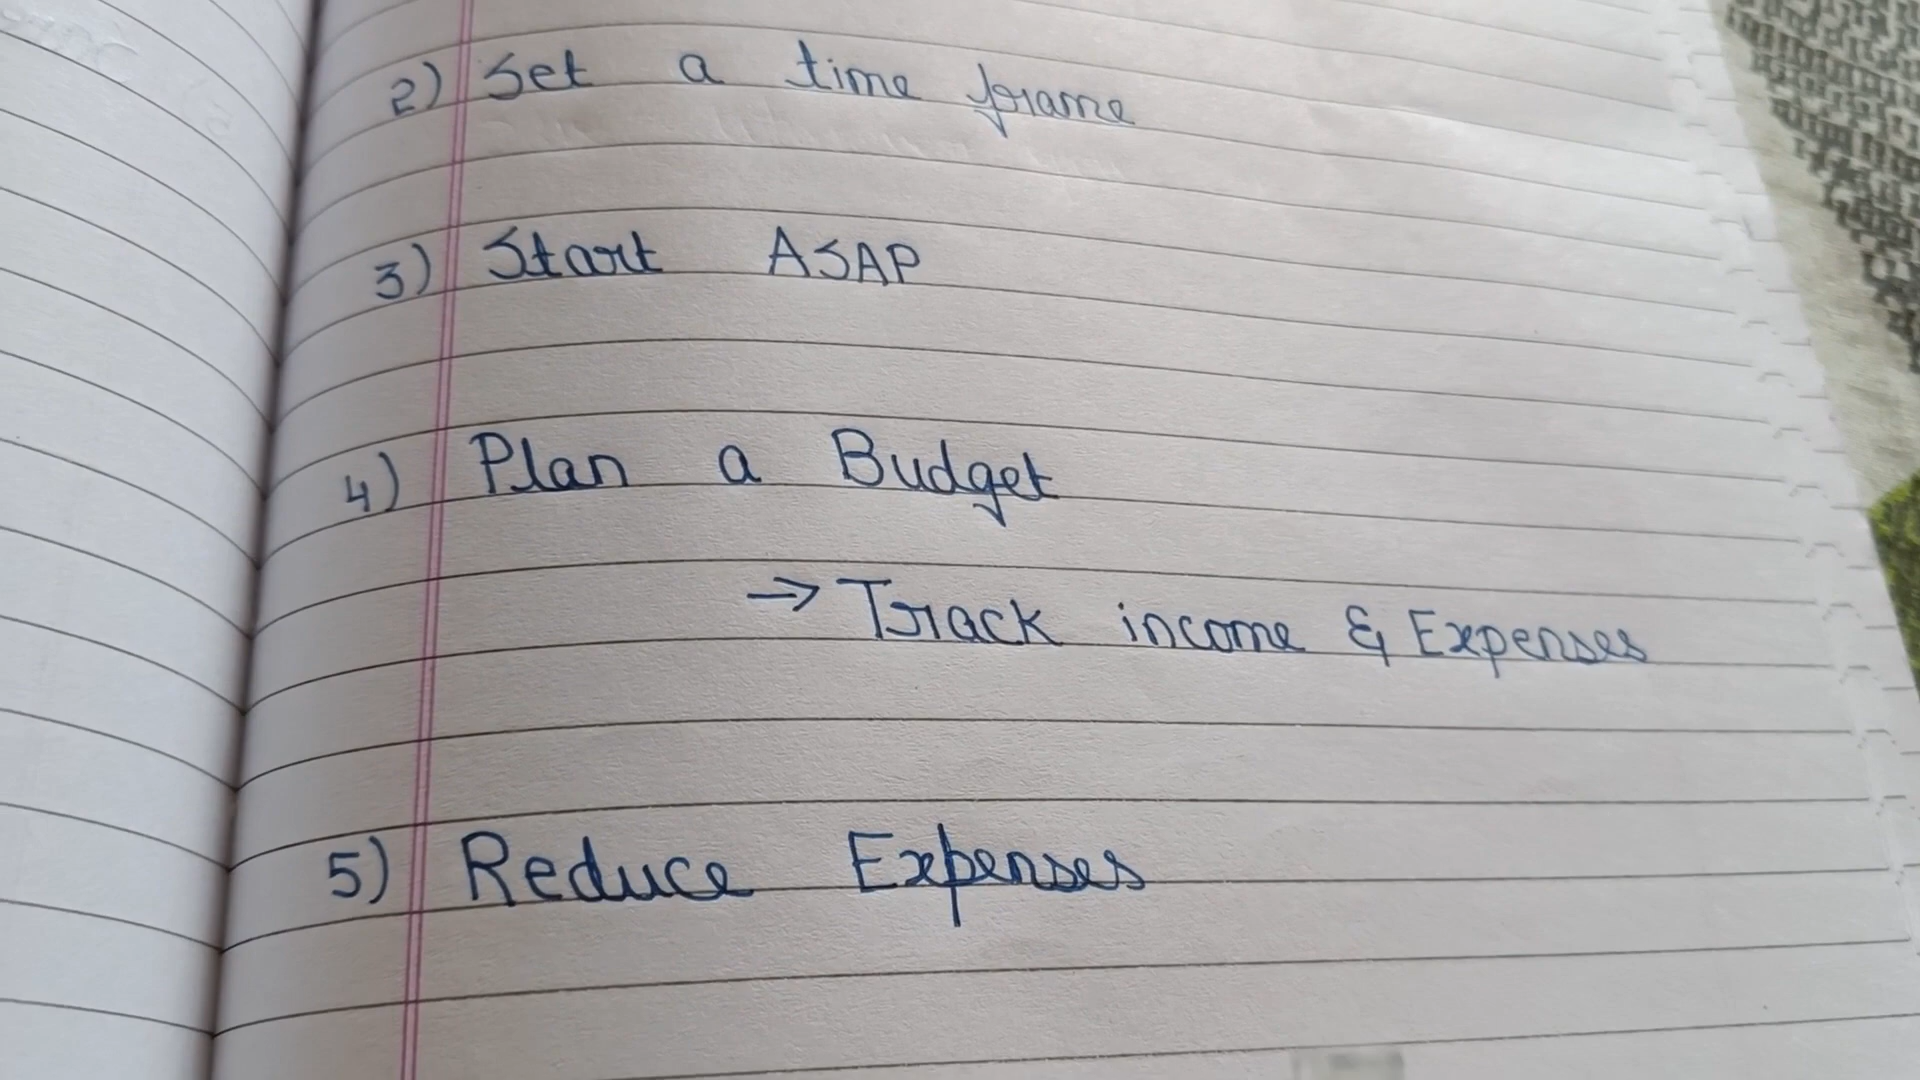 2) Set a time frame
3) Start ASAP
4) Plan a Budget
→ Track income & Expenses
5) Reduce Expenses